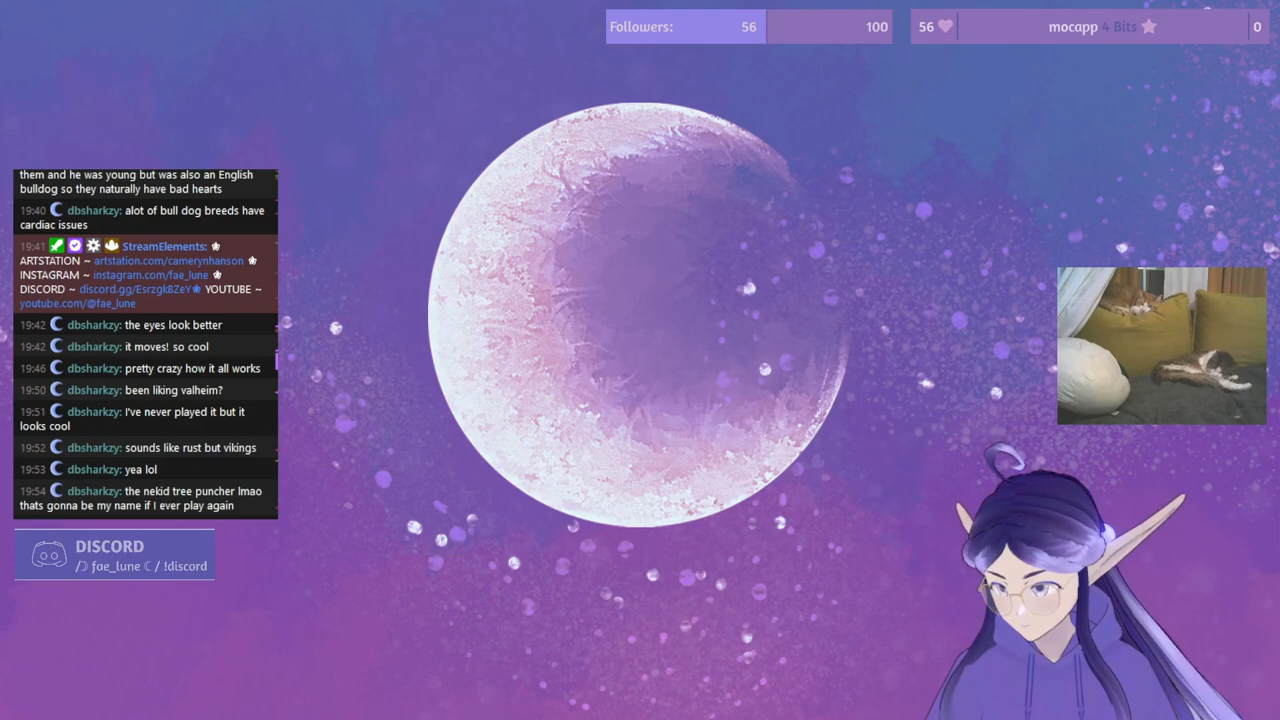 Followers: 56 100
56 mocapp 4 Bits 0
them and he was young but was also an English
bulldog so they naturally have bad hearts
19:40 dbsharkzy: alot of bull dog breeds have
cardiac issues
19:41 StreamElements: ❀
ARTSTATION ~ artstation.com/camerynhanson ❀
INSTAGRAM ~ instagram.com/fae_lune ❀
DISCORD ~ discord.gg/EsrzgkBZeY❀ YOUTUBE ~
youtube.com/@fae_lune
19:42 dbsharkzy: the eyes look better
19:42 dbsharkzy: it moves! so cool
19:46 dbsharkzy: pretty crazy how it all works
19:50 dbsharkzy: been liking valheim?
19:51 dbsharkzy: I've never played it but it
looks cool
19:52 dbsharkzy: sounds like rust but vikings
19:53 dbsharkzy: yea lol
19:54 dbsharkzy: the nekid tree puncher lmao
thats gonna be my name if I ever play again
DISCORD
/☽ fae_lune ☾ / !discord